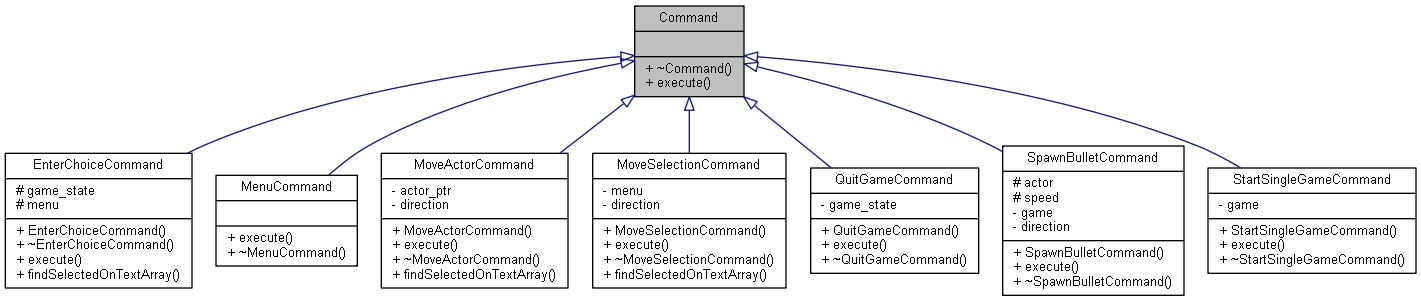 Command
+ ~Command()
+ execute()
EnterChoiceCommand
# game_state
# menu
+ EnterChoiceCommand()
+ ~EnterChoiceCommand()
+ execute()
+ findSelectedOnTextArray()
MenuCommand
+ execute()
+ ~MenuCommand()
MoveActorCommand
- actor_ptr
- direction
+ MoveActorCommand()
+ execute()
+ ~MoveActorCommand()
+ findSelectedOnTextArray()
MoveSelectionCommand
- menu
- direction
+ MoveSelectionCommand()
+ execute()
+ ~MoveSelectionCommand()
+ findSelectedOnTextArray()
QuitGameCommand
- game_state
+ QuitGameCommand()
+ execute()
+ ~QuitGameCommand()
SpawnBulletCommand
# actor
# speed
- game
- direction
+ SpawnBulletCommand()
+ execute()
+ ~SpawnBulletCommand()
StartSingleGameCommand
- game
+ StartSingleGameCommand()
+ execute()
+ ~StartSingleGameCommand()